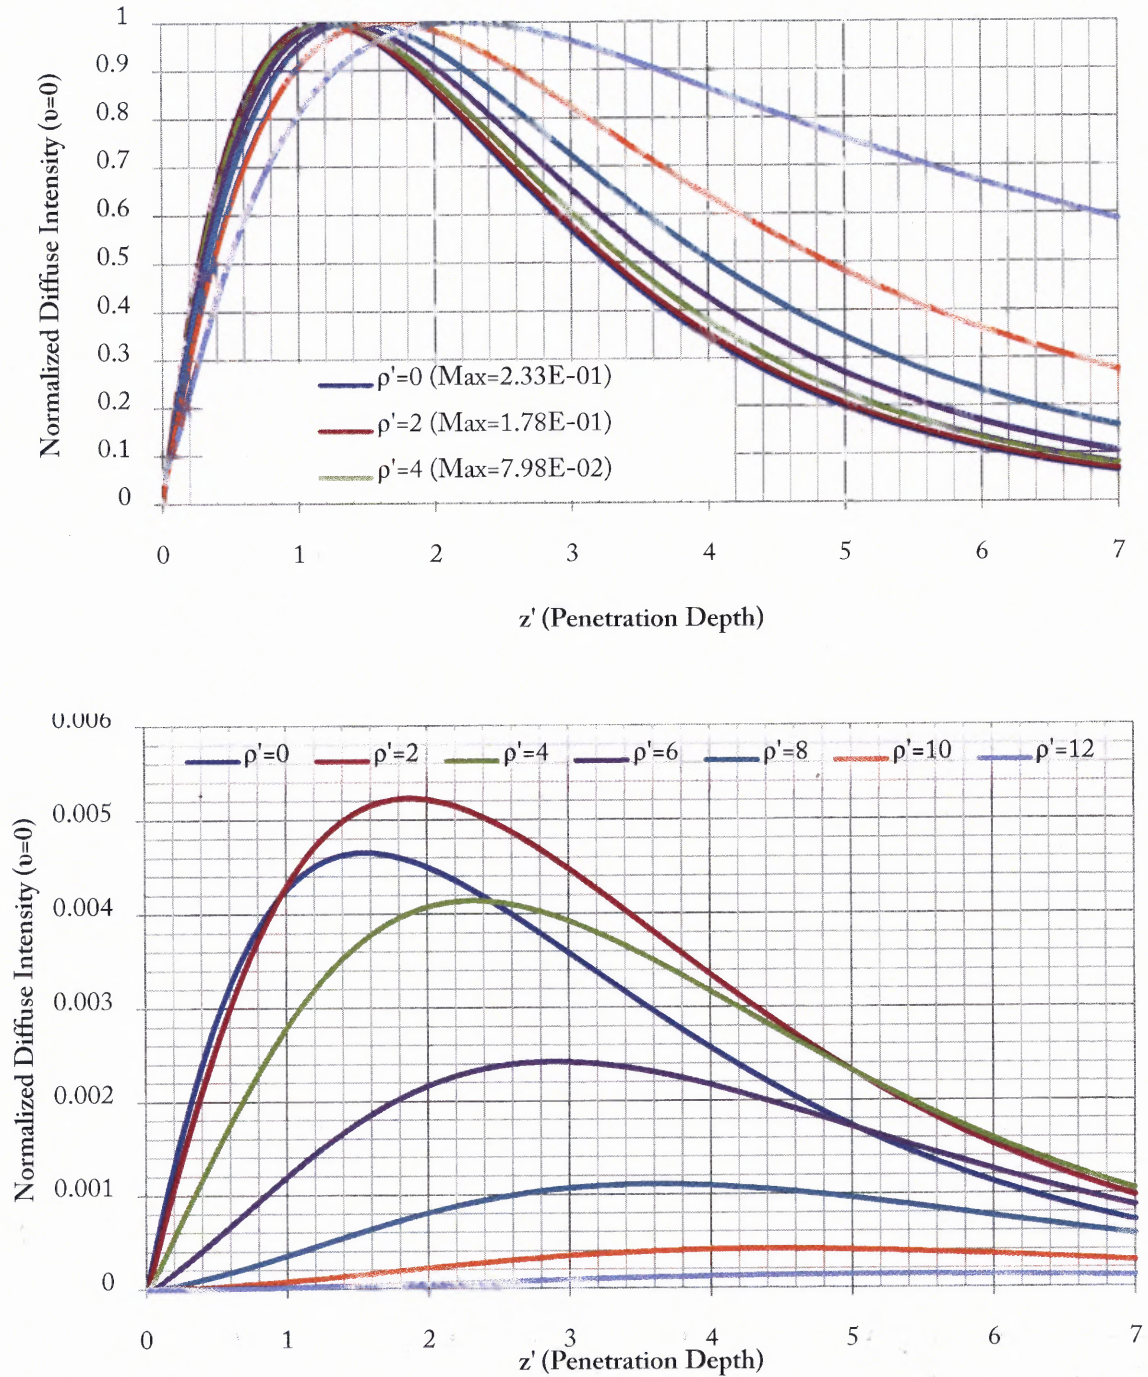 Normalized Diffuse Intensity (υ=0)
1
0.9
0.8
0.7
0.6
0.5
0.4
0.3
0.2
0.1
0
ρ'=0 (Max=2.33E-01)
ρ'=2 (Max=1.78E-01)
ρ'=4 (Max=7.98E-02)
0 1 2 3 4 5 6 7
z' (Penetration Depth)
Normalized Diffuse Intensity (υ=0)
0.006
0.005
0.004
0.003
0.002
0.001
0
ρ'=0 ρ'=2 ρ'=4 ρ'=6 ρ'=8 ρ'=10 ρ'=12
0 1 2 3 4 5 6 7
z' (Penetration Depth)